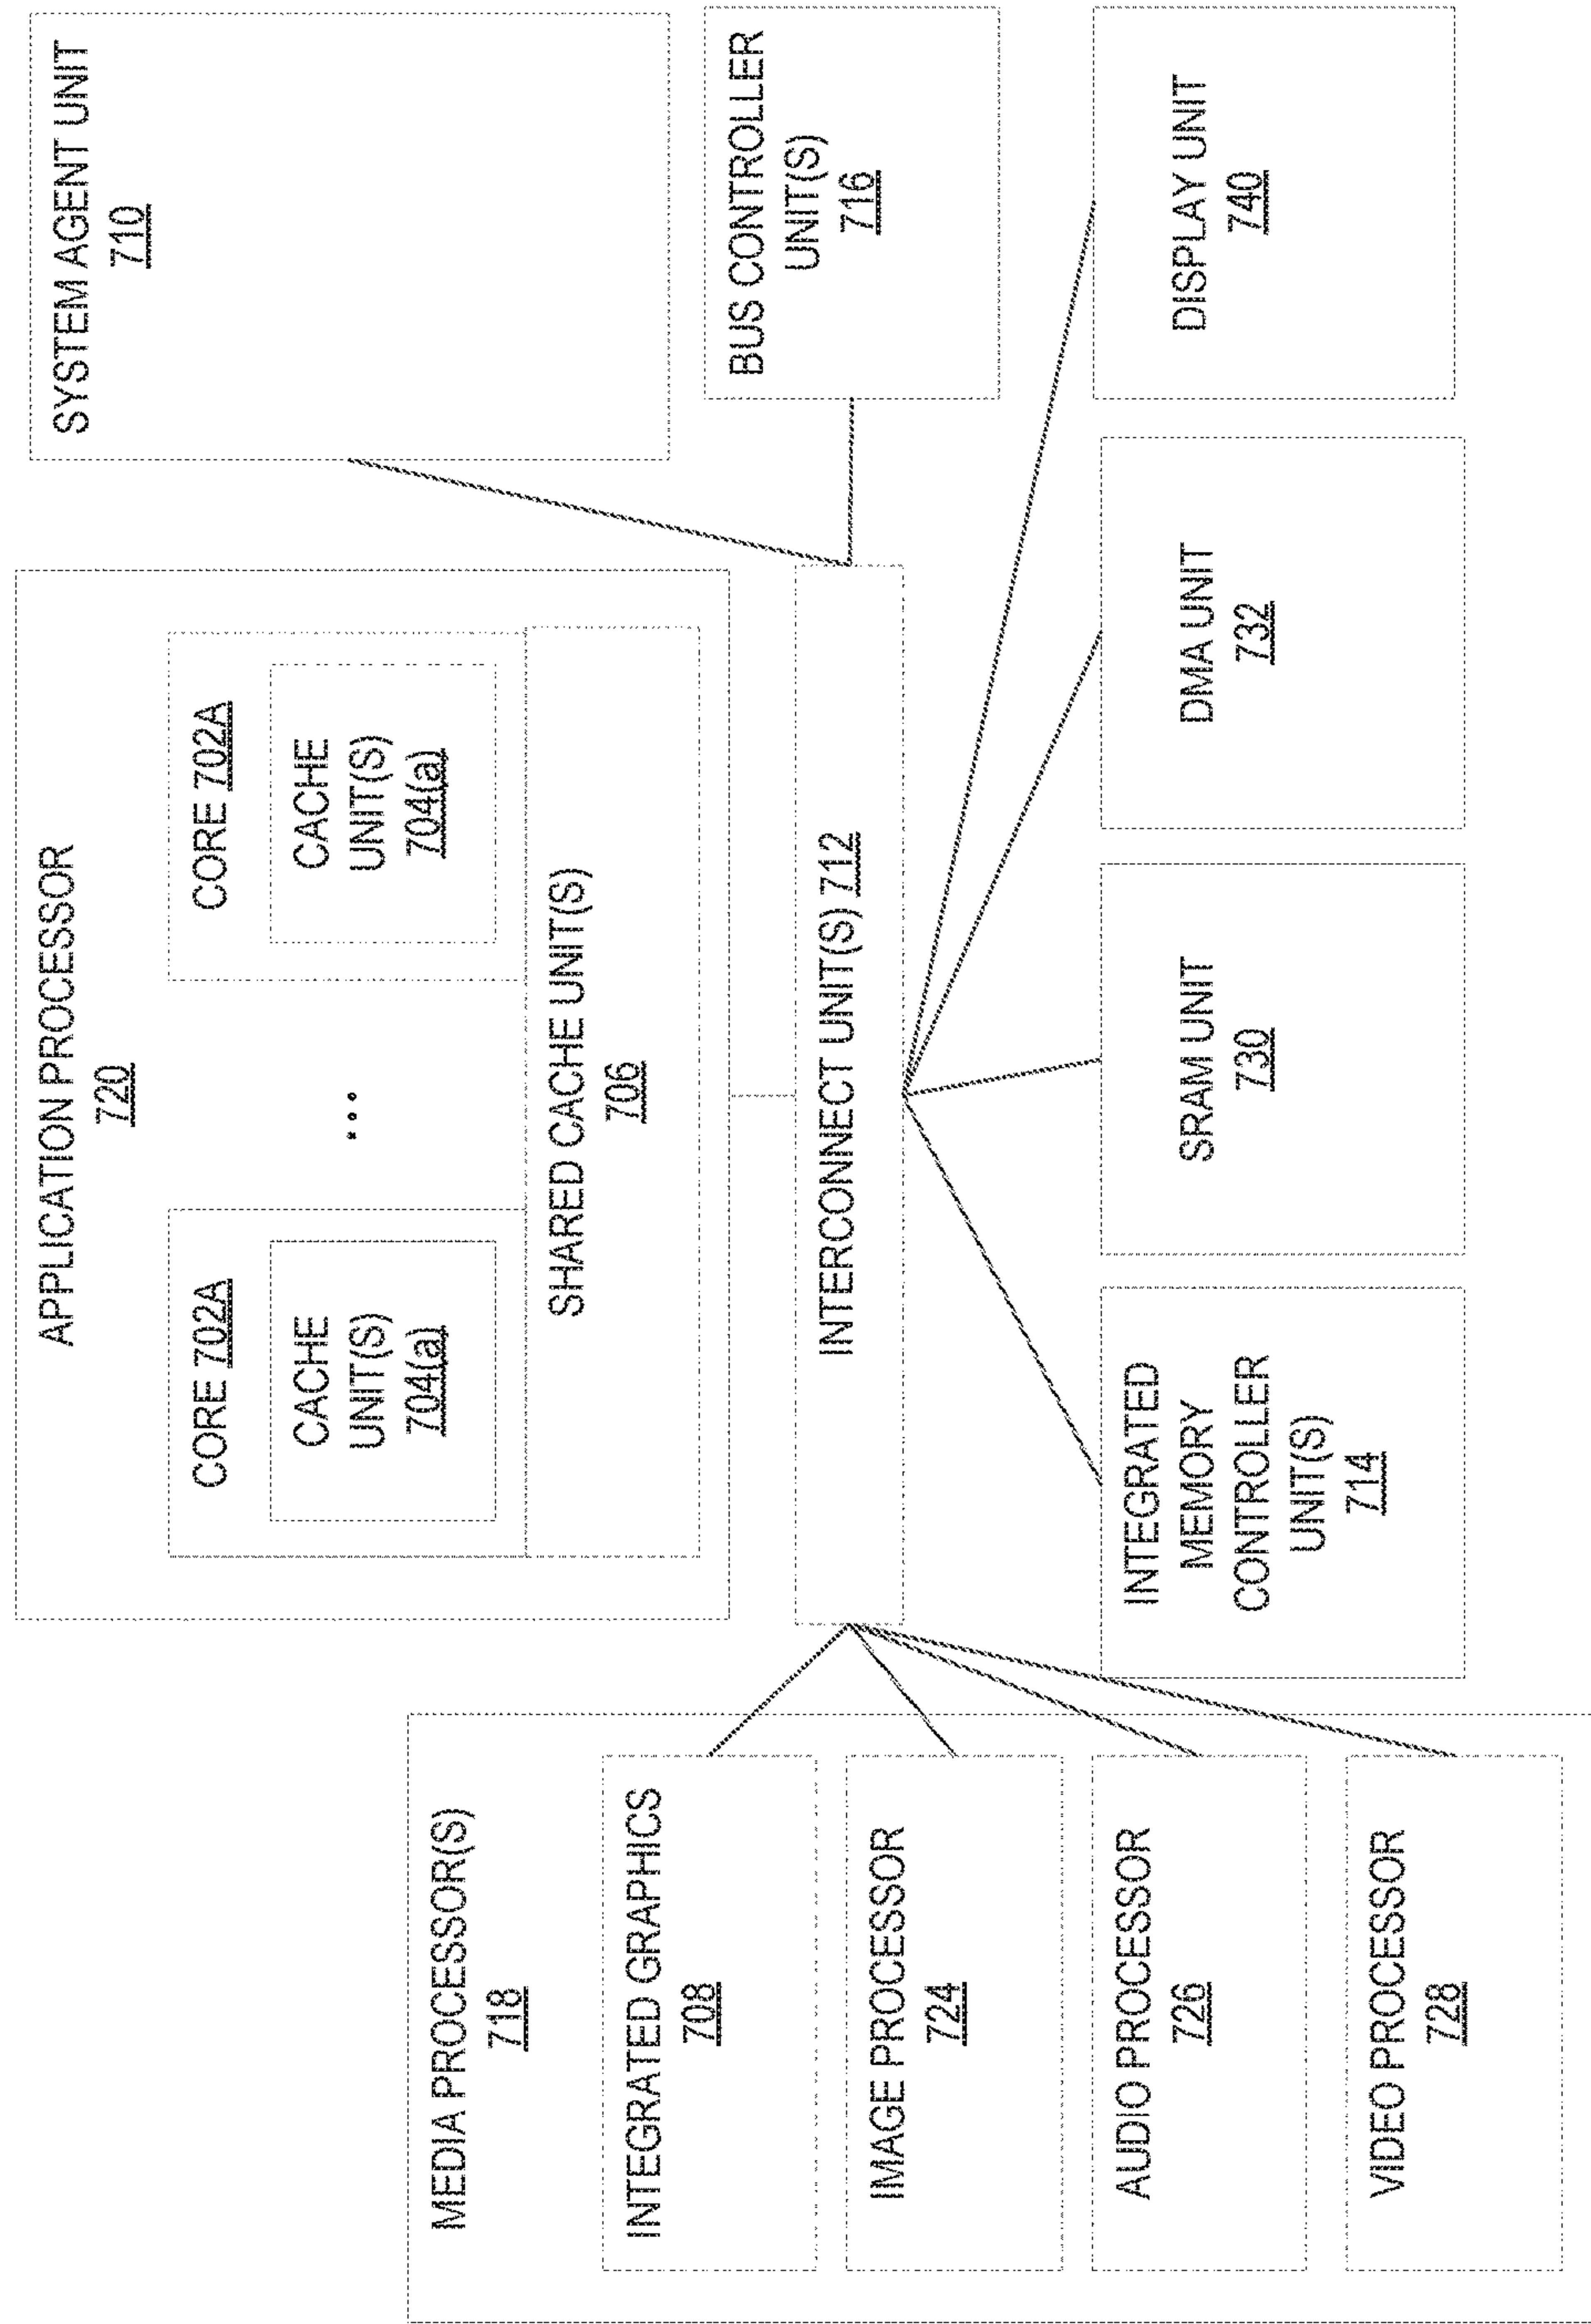 APPLICATION PROCESSOR
720
CORE 702A
CACHE
UNIT(S)
704(a)
...
CORE 702A
CACHE
UNIT(S)
704(a)
SHARED CACHE UNIT(S)
706
SYSTEM AGENT UNIT
710
MEDIA PROCESSOR(S)
718
INTEGRATED GRAPHICS
708
IMAGE PROCESSOR
724
AUDIO PROCESSOR
726
VIDEO PROCESSOR
728
INTERCONNECT UNIT(S) 712
BUS CONTROLLER
UNIT(S)
716
INTEGRATED
MEMORY
CONTROLLER
UNIT(S)
714
SRAM UNIT
730
DMA UNIT
732
DISPLAY UNIT
740